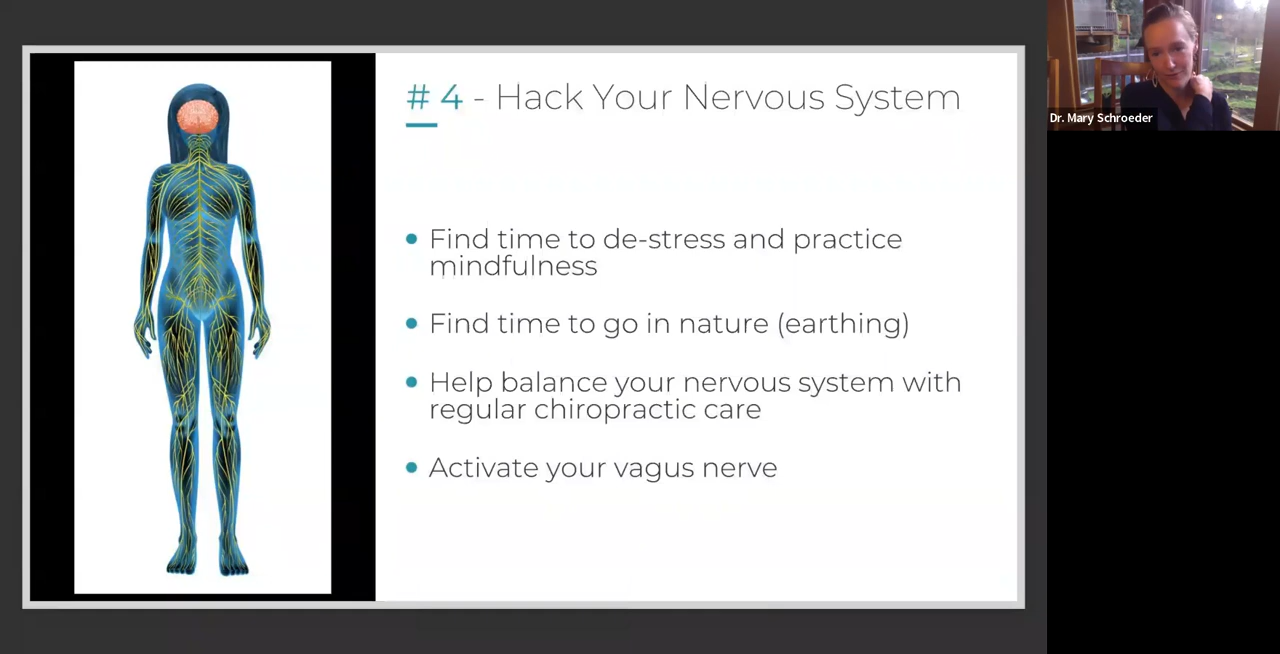 # 4 - Hack Your Nervous System
Find time to de-stress and practice
mindfulness
Find time to go in nature (earthing)
Help balance your nervous system with
regular chiropractic care
Activate your vagus nerve
Dr. Mary Schroeder